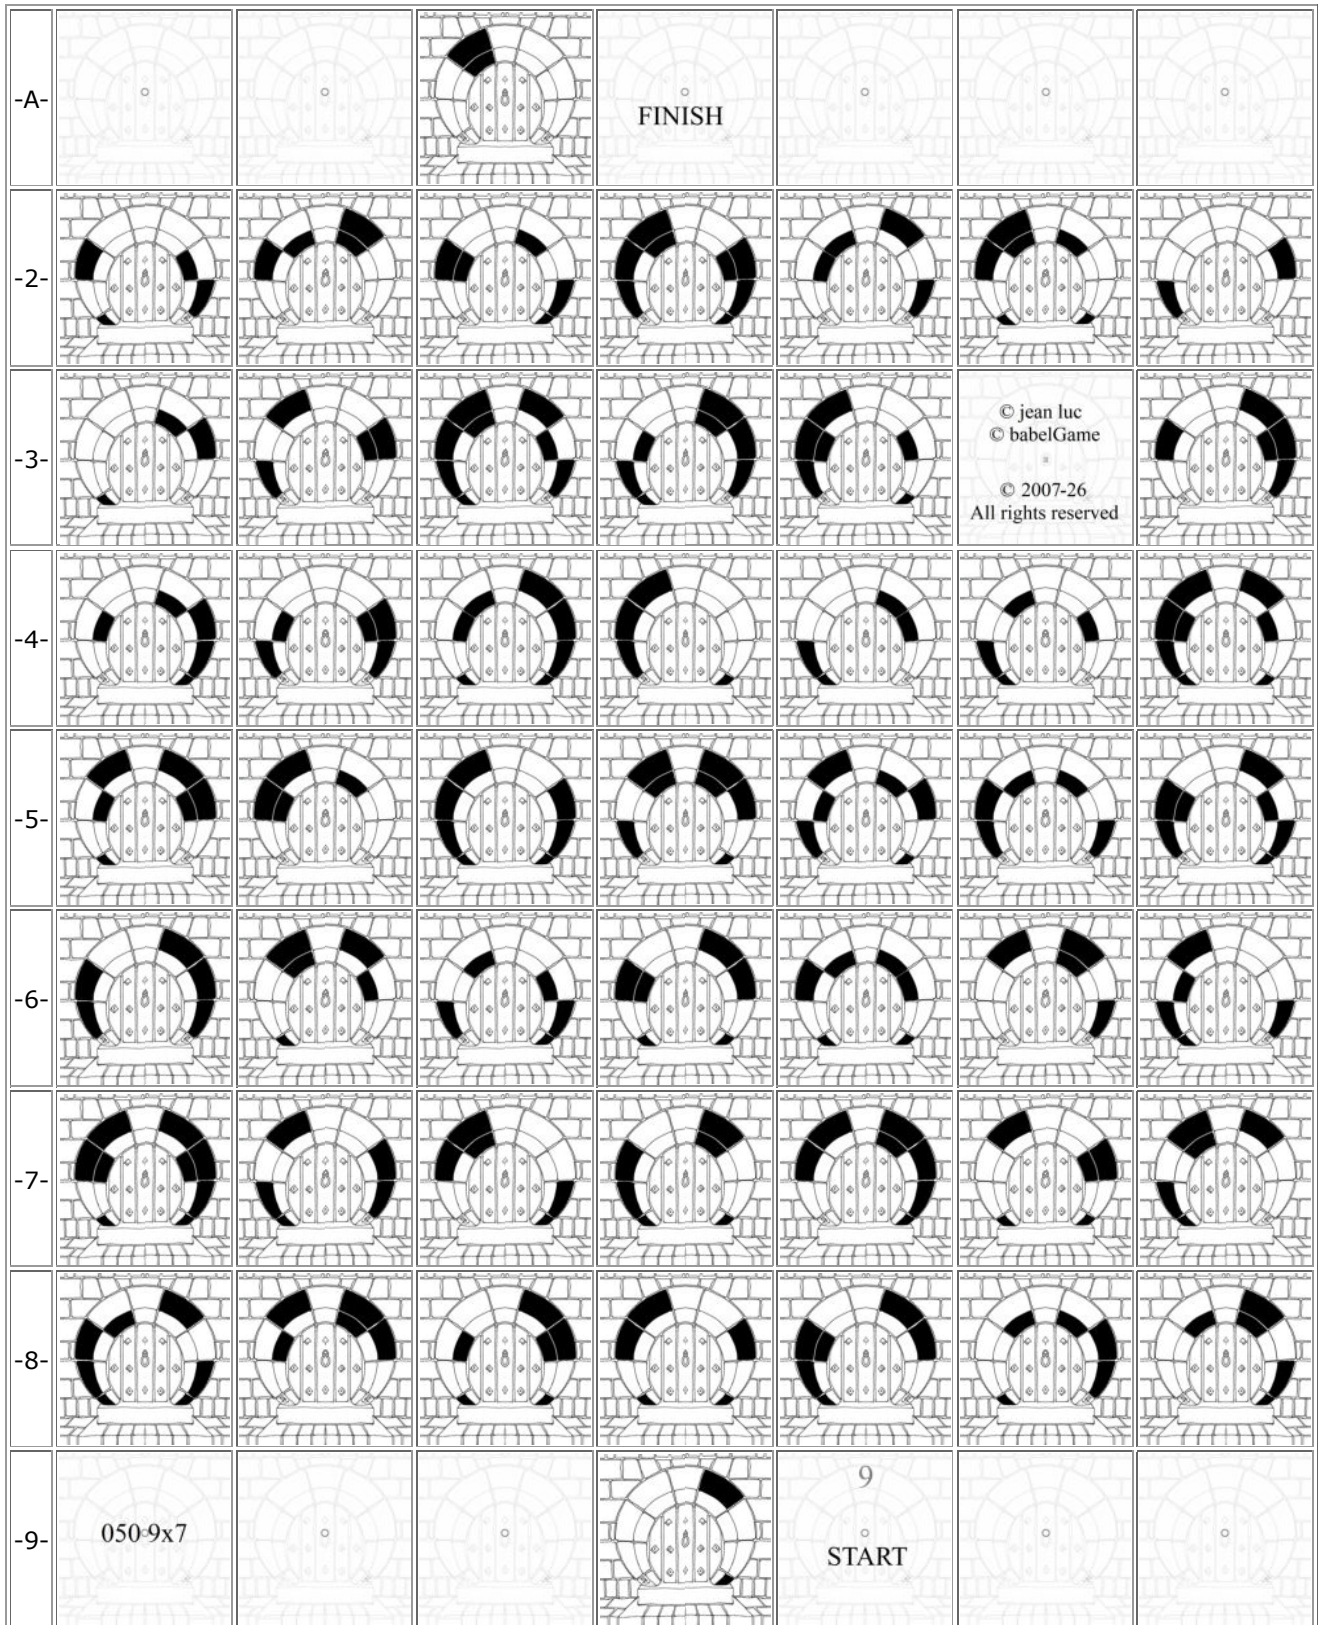 -A-
FINISH
-2-
-3-
© jean luc
© babelGame
© 2007-26
All rights reserved
-4-
-5-
-6-
-7-
-8-
-9-
050 9x7
9
START